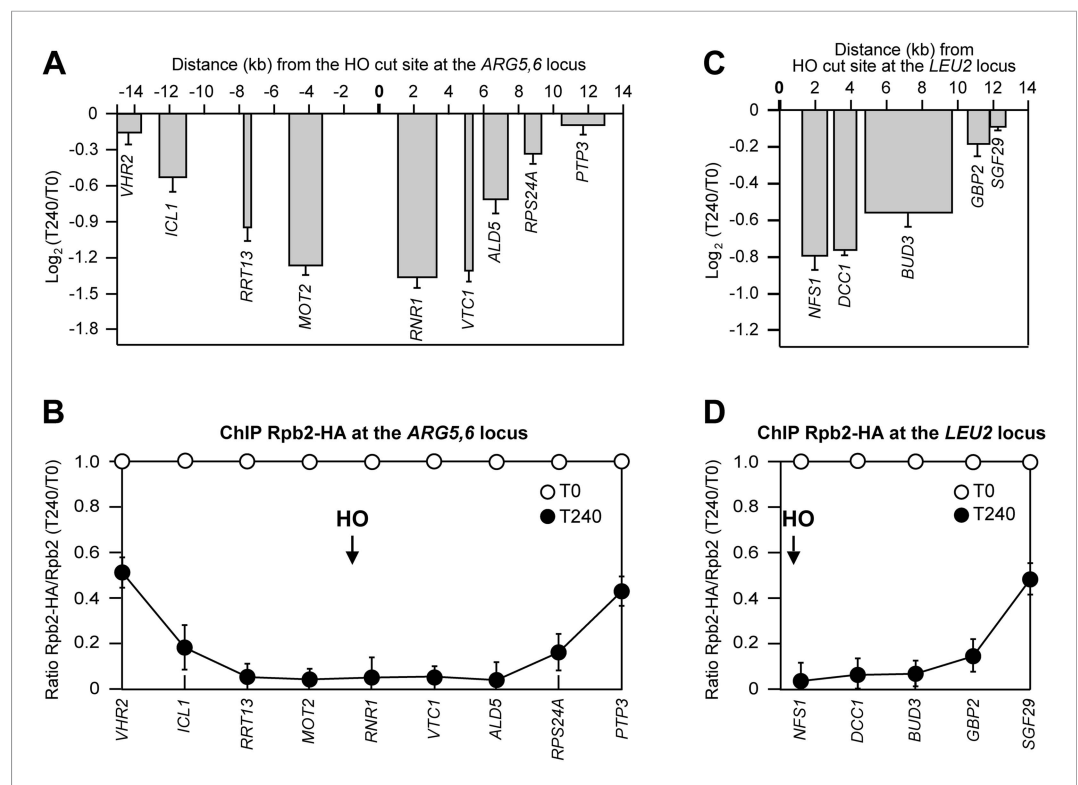 A
Distance (kb) from the HO cut site at the ARG5,6 locus
-14 -12 -10 -8 -6 -4 -2 0 2 4 6 8 10 12 14
Log2 (T240/T0)
0
-0.3
-0.6
-0.9
-1.2
-1.5
-1.8
VHR2
ICL1
RRT13
MOT2
RNR1
VTC1
ALD5
RPS24A
PTP3
C
Distance (kb) from
HO cut site at the LEU2 locus
0 2 4 6 8 10 12 14
Log2 (T240/T0)
0
-0.2
-0.4
-0.6
-0.8
-1.0
-1.2
NFS1
DCC1
BUD3
GBP2
SGF29
B
ChIP Rpb2-HA at the ARG5,6 locus
Ratio Rpb2-HA/Rpb2 (T240/T0)
1.0
0.8
0.6
0.4
0.2
0
T0
T240
HO
VHR2
ICL1
RRT13
MOT2
RNR1
VTC1
ALD5
RPS24A
PTP3
D
ChIP Rpb2-HA at the LEU2 locus
Ratio Rpb2-HA/Rpb2 (T240/T0)
1.0
0.8
0.6
0.4
0.2
0
T0
T240
HO
NFS1
DCC1
BUD3
GBP2
SGF29